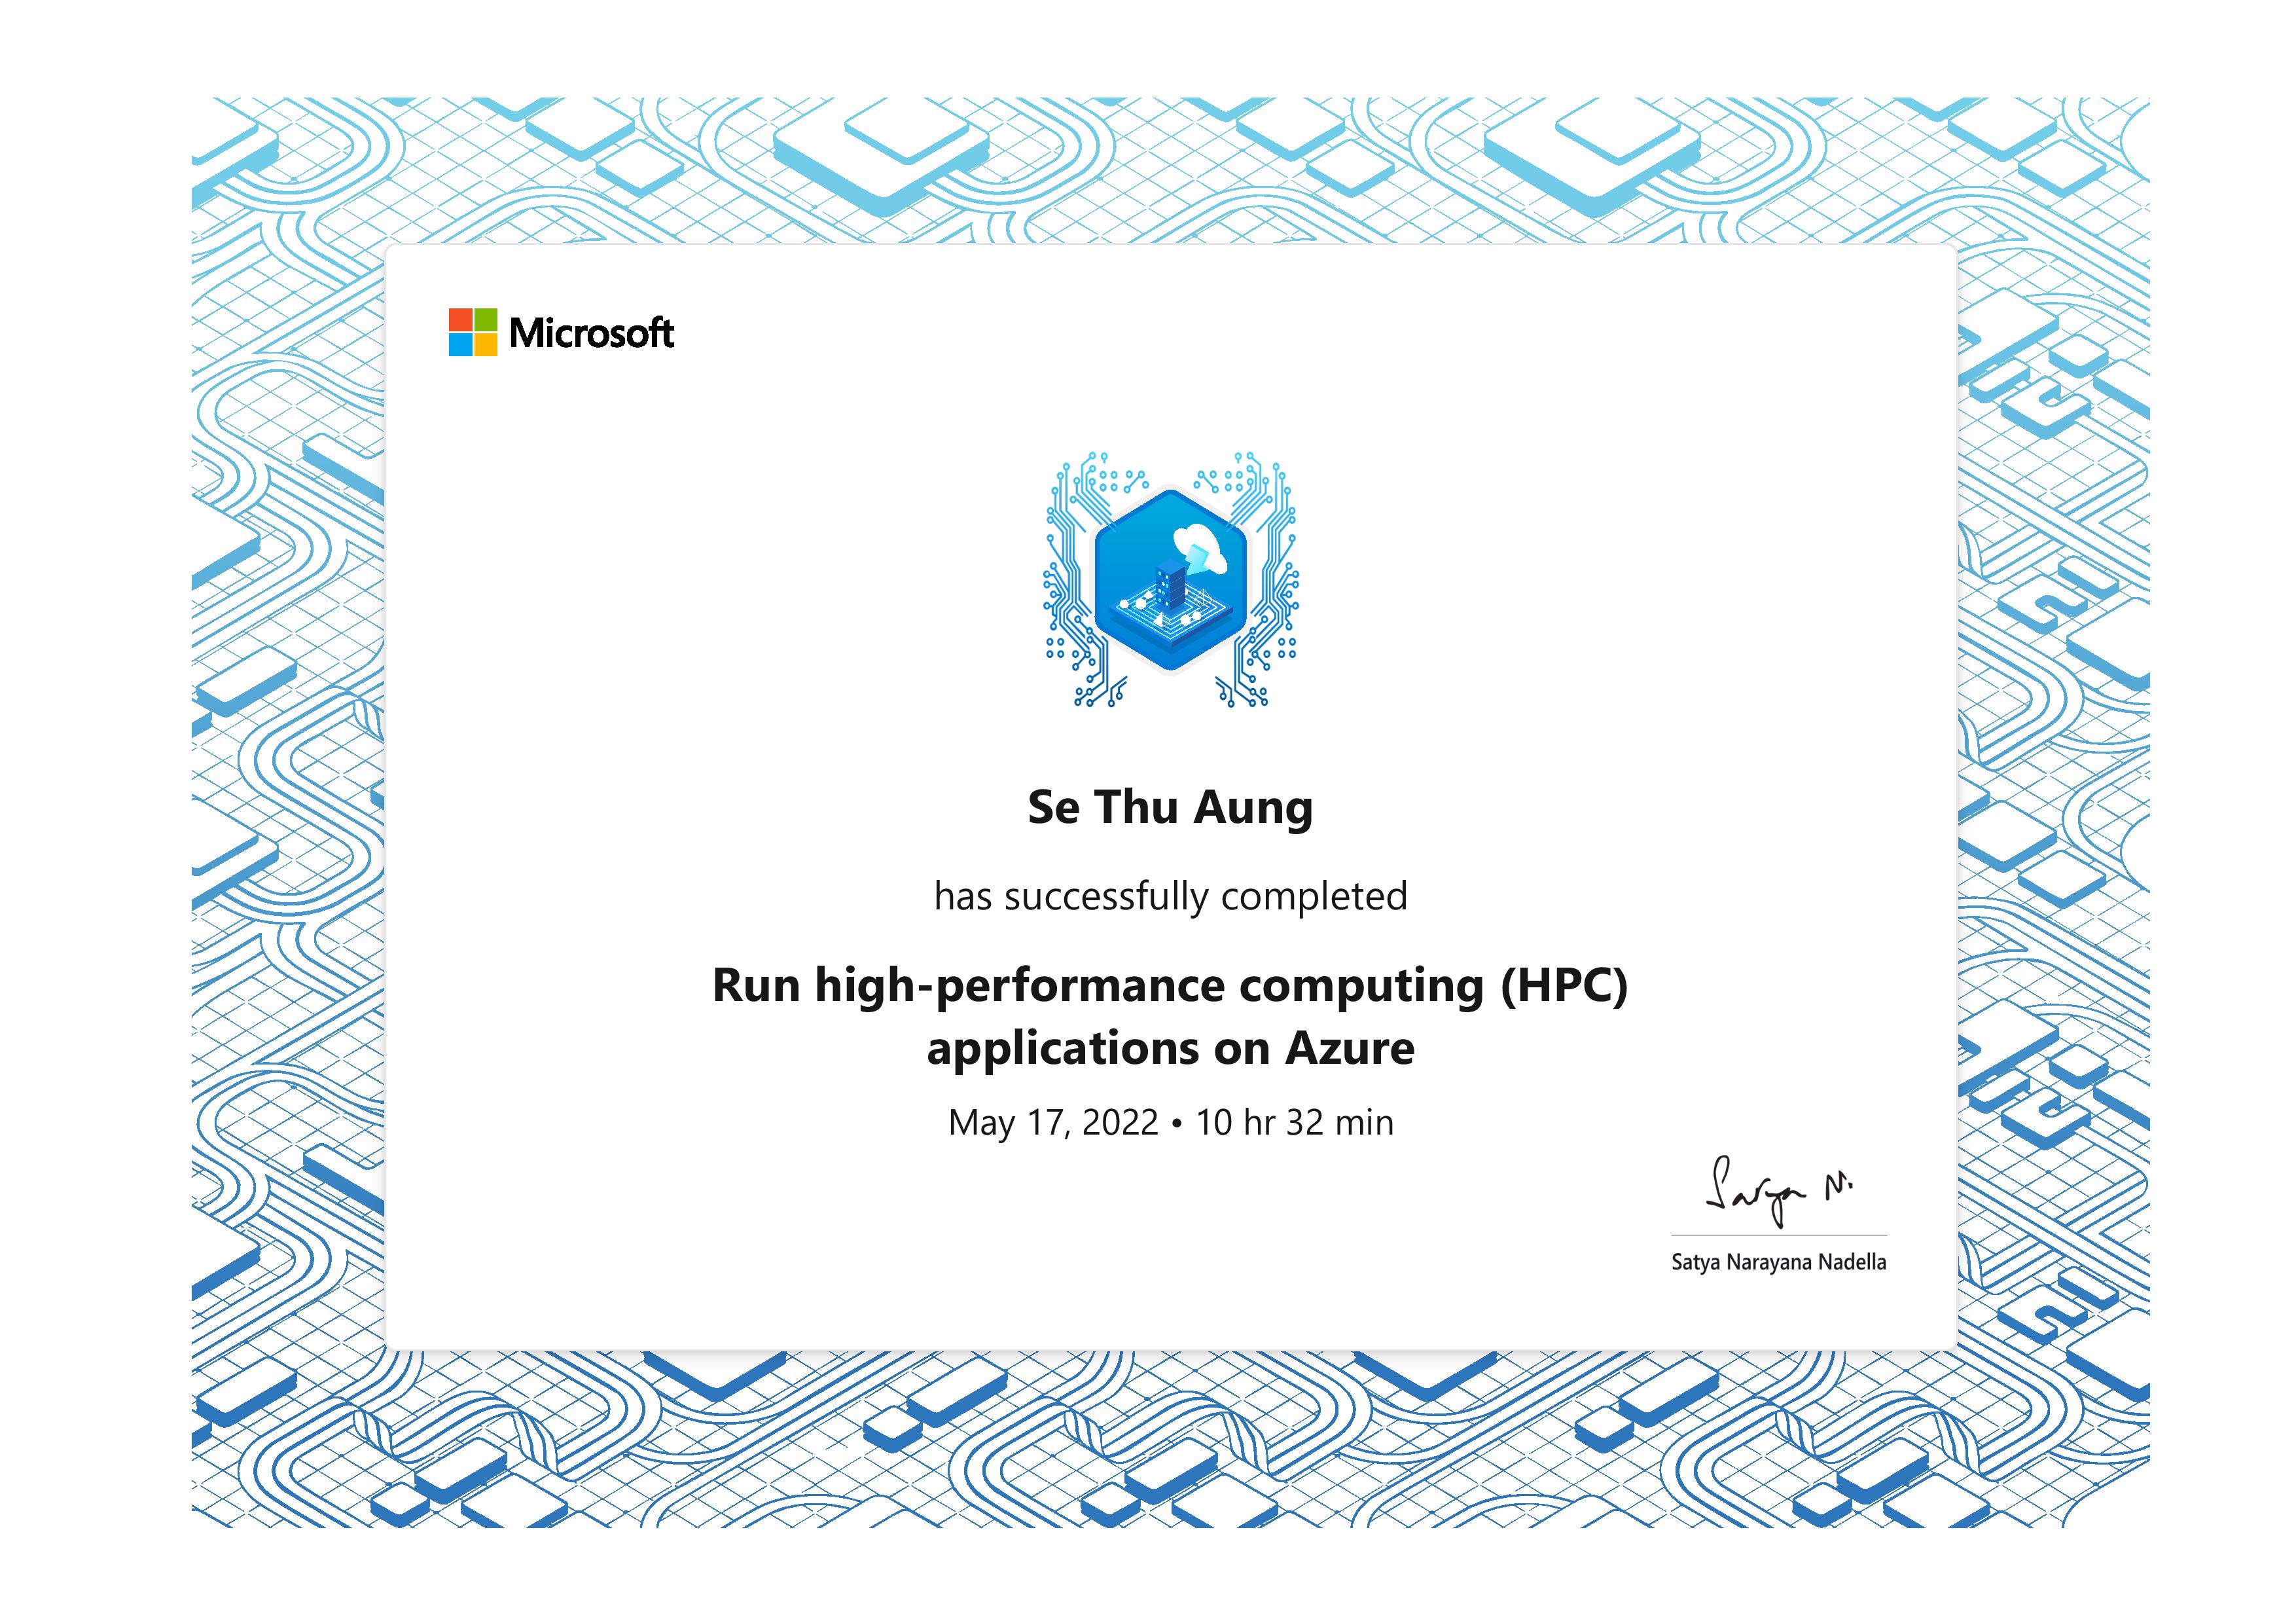 Microsoft
Se Thu Aung
has successfully completed
Run high-performance computing (HPC)
applications on Azure
May 17, 2022 • 10 hr 32 min
Satya N.
Satya Narayana Nadella